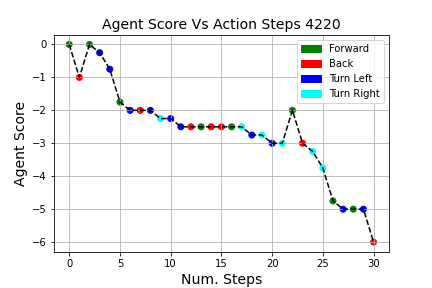 Agent Score Vs Action Steps 4220
Agent Score
0
−1
−2
−3
−4
−5
−6
Forward
Back
Turn Left
Turn Right
0 5 10 15 20 25 30
Num. Steps